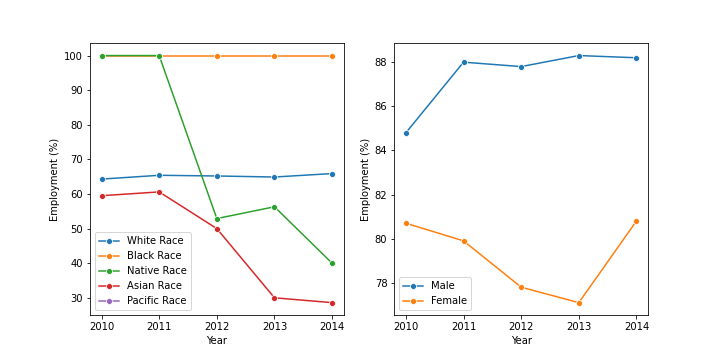 100
90
80
70
60
50
40
30
Employment (%)
White Race
Black Race
Native Race
Asian Race
Pacific Race
2010 2011 2012 2013 2014
Year
88
86
84
82
80
78
Employment (%)
Male
Female
2010 2011 2012 2013 2014
Year